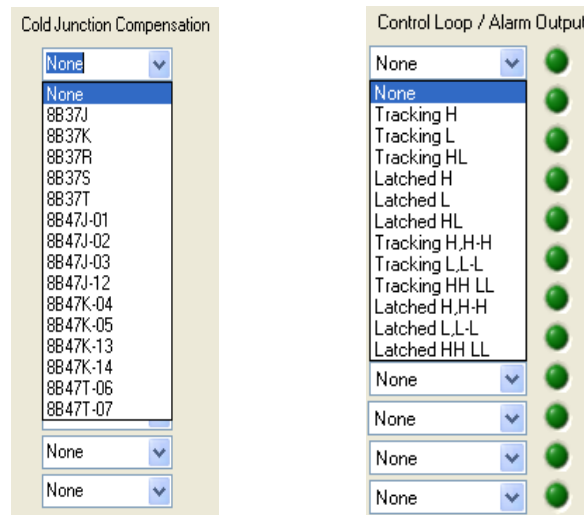 Cold Junction Compensation
None
None
8B37J
8B37K
8B37R
8B37S
8B37T
8B47J-01
8B47J-02
8B47J-03
8B47J-12
8B47K-04
8B47K-05
8B47K-13
8B47K-14
8B47T-06
8B47T-07
None
None
Control Loop / Alarm Output
None
None
Tracking H
Tracking L
Tracking HL
Latched H
Latched L
Latched HL
Tracking H,H-H
Tracking L,L-L
Tracking HH LL
Latched H,H-H
Latched L,L-L
Latched HH LL
None
None
None
None